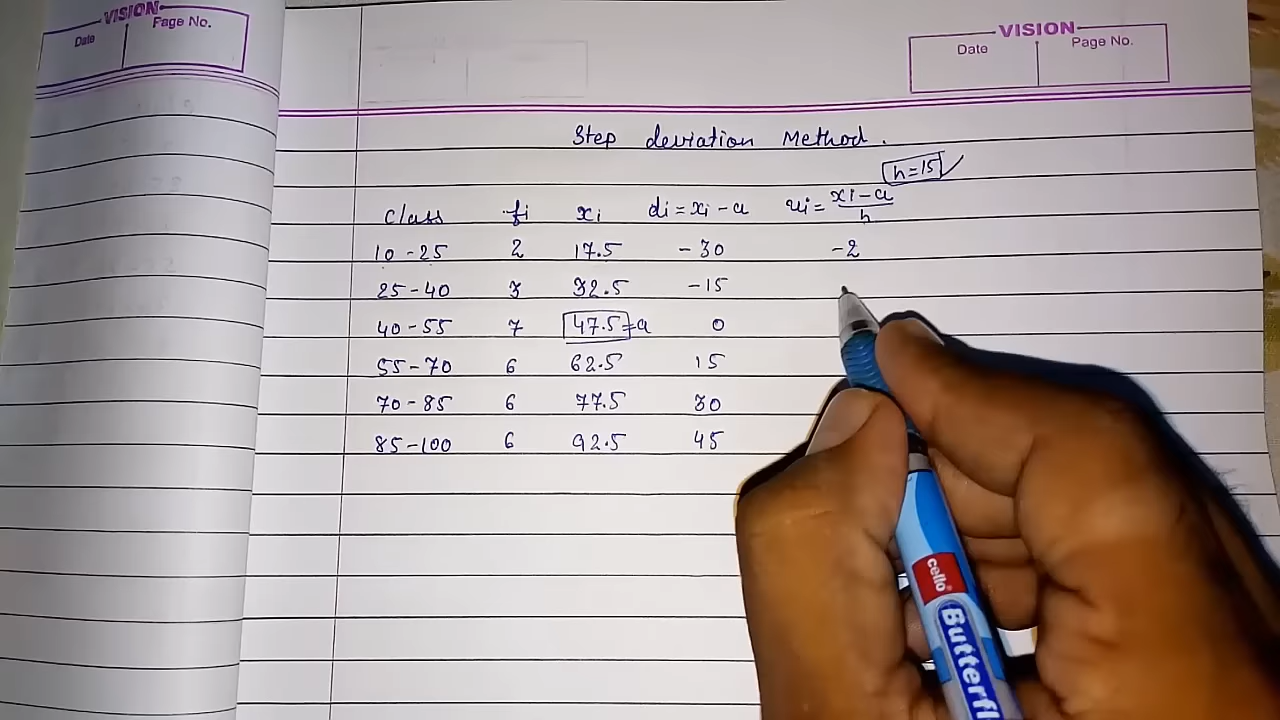 VISION
Date Page No.
VISION
Date Page No.
Step deviation Method.
h=15
class fi xi di = xi - a ui = xi - a / h
10 - 25 2 17.5 - 30 -2
25 - 40 3 32.5 - 15
40 - 55 7 47.5 = a 0
55 - 70 6 62.5 15
70 - 85 6 77.5 30
85 - 100 6 92.5 45
cello
Butterfl